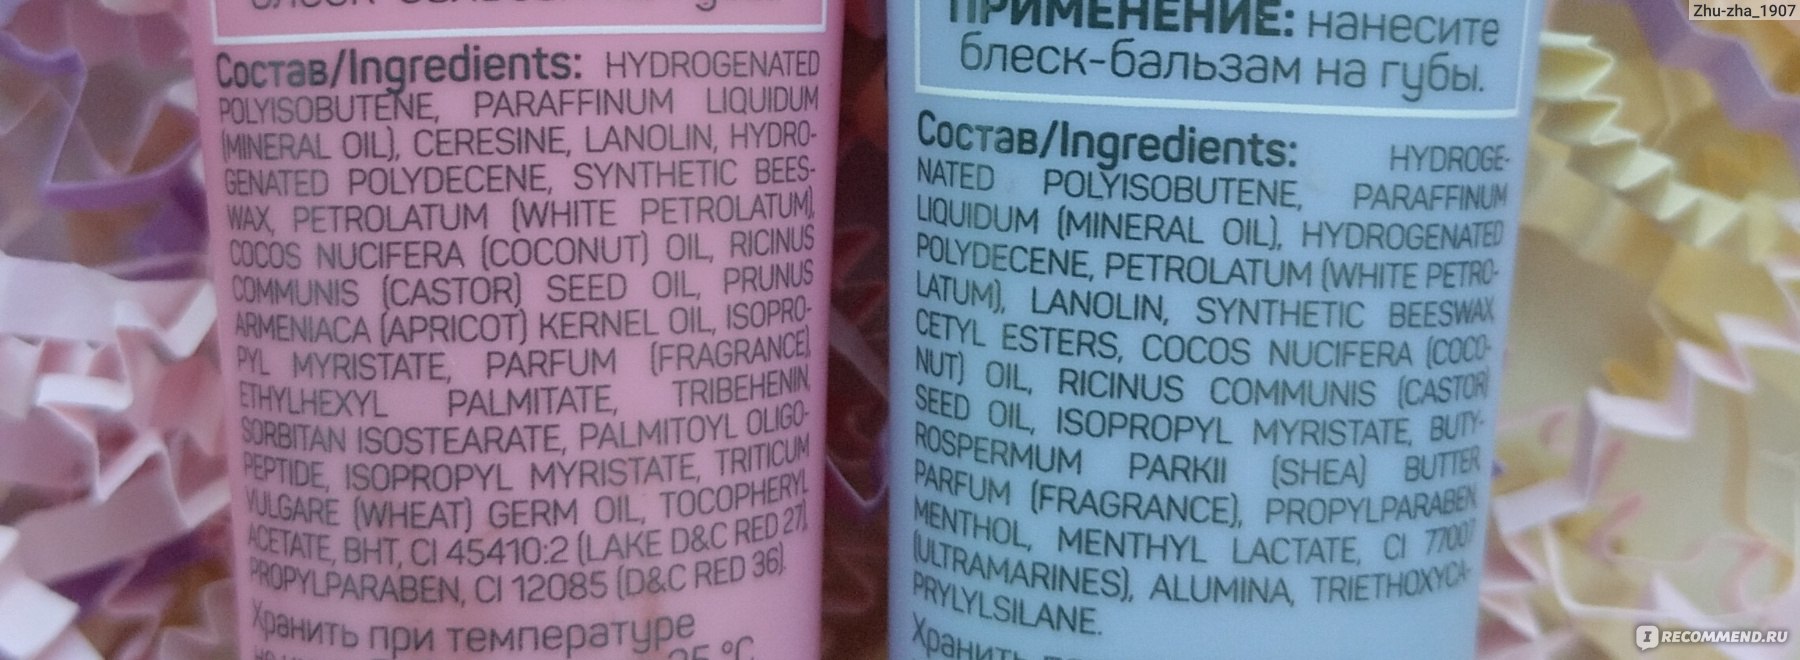 Zhu-zha_1907
Состав/Ingredients: HYDROGENATED
POLYISOBUTENE, PARAFFINUM LIQUIDUM
(MINERAL OIL), CERESINE, LANOLIN, HYDRO-
GENATED POLYDECENE, SYNTHETIC BEES-
WAX, PETROLATUM (WHITE PETROLATUM),
COCOS NUCIFERA (COCONUT) OIL, RICINUS
COMMUNIS (CASTOR) SEED OIL, PRUNUS
ARMENIACA (APRICOT) KERNEL OIL, ISOPRO-
PYL MYRISTATE, PARFUM (FRAGRANCE),
ETHYLHEXYL PALMITATE, TRIBEHENIN,
SORBITAN ISOSTEARATE, PALMITOYL OLIGO-
PEPTIDE, ISOPROPYL MYRISTATE, TRITICUM
VULGARE (WHEAT) GERM OIL, TOCOPHERYL
ACETATE, BHT, CI 45410:2 (LAKE D&C RED 27),
PROPYLPARABEN, CI 12085 (D&C RED 36).
Хранить при температуре
25 °C
ПРИМЕНЕНИЕ: нанесите
блеск-бальзам на губы.
Состав/Ingredients: HYDROGE-
NATED POLYISOBUTENE, PARAFFINUM
LIQUIDUM (MINERAL OIL), HYDROGENATED
POLYDECENE, PETROLATUM (WHITE PETRO-
LATUM), LANOLIN, SYNTHETIC BEESWAX,
CETYL ESTERS, COCOS NUCIFERA (COCO-
NUT) OIL, RICINUS COMMUNIS (CASTOR)
SEED OIL, ISOPROPYL MYRISTATE, BUTY-
ROSPERMUM PARKII (SHEA) BUTTER,
PARFUM (FRAGRANCE), PROPYLPARABEN,
MENTHOL, MENTHYL LACTATE, CI 77007
(ULTRAMARINES), ALUMINA, TRIETHOXYCA-
PRYLYLSILANE.
Хранить
IRECOMMEND.RU